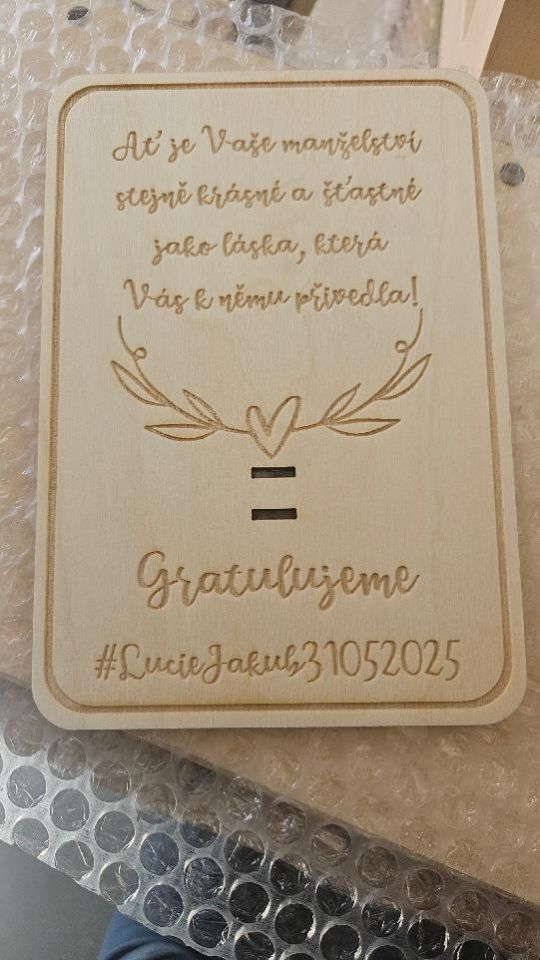 Ať je Vaše manželství
stejně krásné a šťastné
jako láska, která
Vás k němu přivedla!
Gratulujeme
#LucieJakub31052025